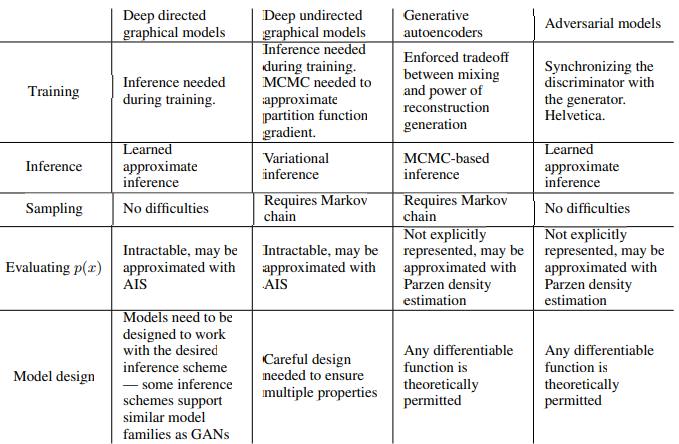 Deep directed
graphical models
Deep undirected
graphical models
Generative
autoencoders
Adversarial models
Training
Inference needed
during training.
Inference needed
during training.
MCMC needed to
approximate
partition function
gradient.
Enforced tradeoff
between mixing
and power of
reconstruction
generation
Synchronizing the
discriminator with
the generator.
Helvetica.
Inference
Learned
approximate
inference
Variational
inference
MCMC-based
inference
Learned
approximate
inference
Sampling
No difficulties
Requires Markov
chain
Requires Markov
chain
No difficulties
Evaluating p(x)
Intractable, may be
approximated with
AIS
Intractable, may be
approximated with
AIS
Not explicitly
represented, may be
approximated with
Parzen density
estimation
Not explicitly
represented, may be
approximated with
Parzen density
estimation
Model design
Models need to be
designed to work
with the desired
inference scheme
— some inference
schemes support
similar model
families as GANs
Careful design
needed to ensure
multiple properties
Any differentiable
function is
theoretically
permitted
Any differentiable
function is
theoretically
permitted